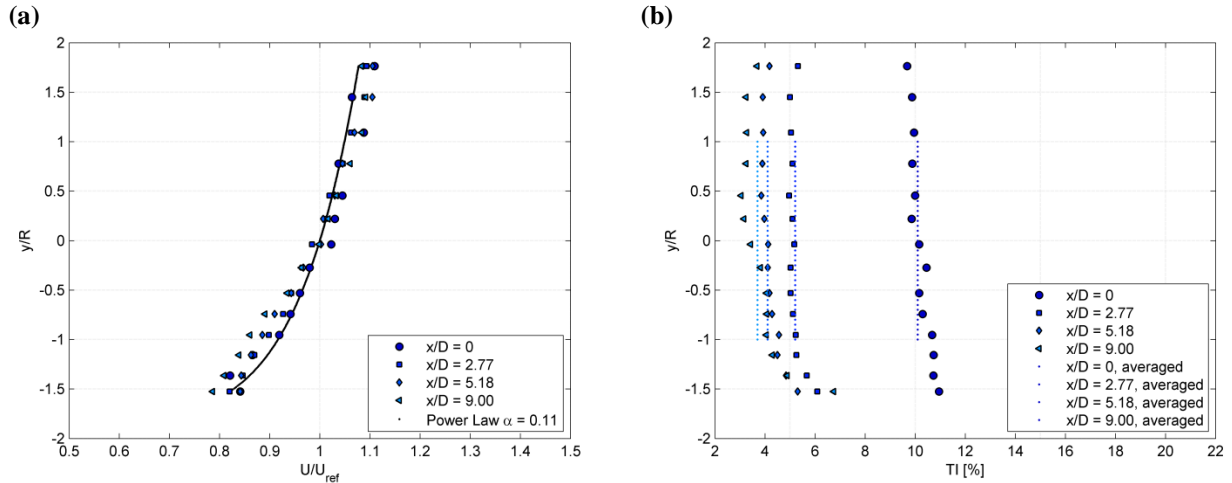 (a)
2
1.5
1
0.5
0
-0.5
-1
-1.5
-2
y/R
0.5 0.6 0.7 0.8 0.9 1 1.1 1.2 1.3 1.4 1.5
U/U_ref
x/D = 0
x/D = 2.77
x/D = 5.18
x/D = 9.00
Power Law α = 0.11
(b)
2
1.5
1
0.5
0
-0.5
-1
-1.5
-2
y/R
2 4 6 8 10 12 14 16 18 20 22
TI [%]
x/D = 0
x/D = 2.77
x/D = 5.18
x/D = 9.00
x/D = 0, averaged
x/D = 2.77, averaged
x/D = 5.18, averaged
x/D = 9.00, averaged